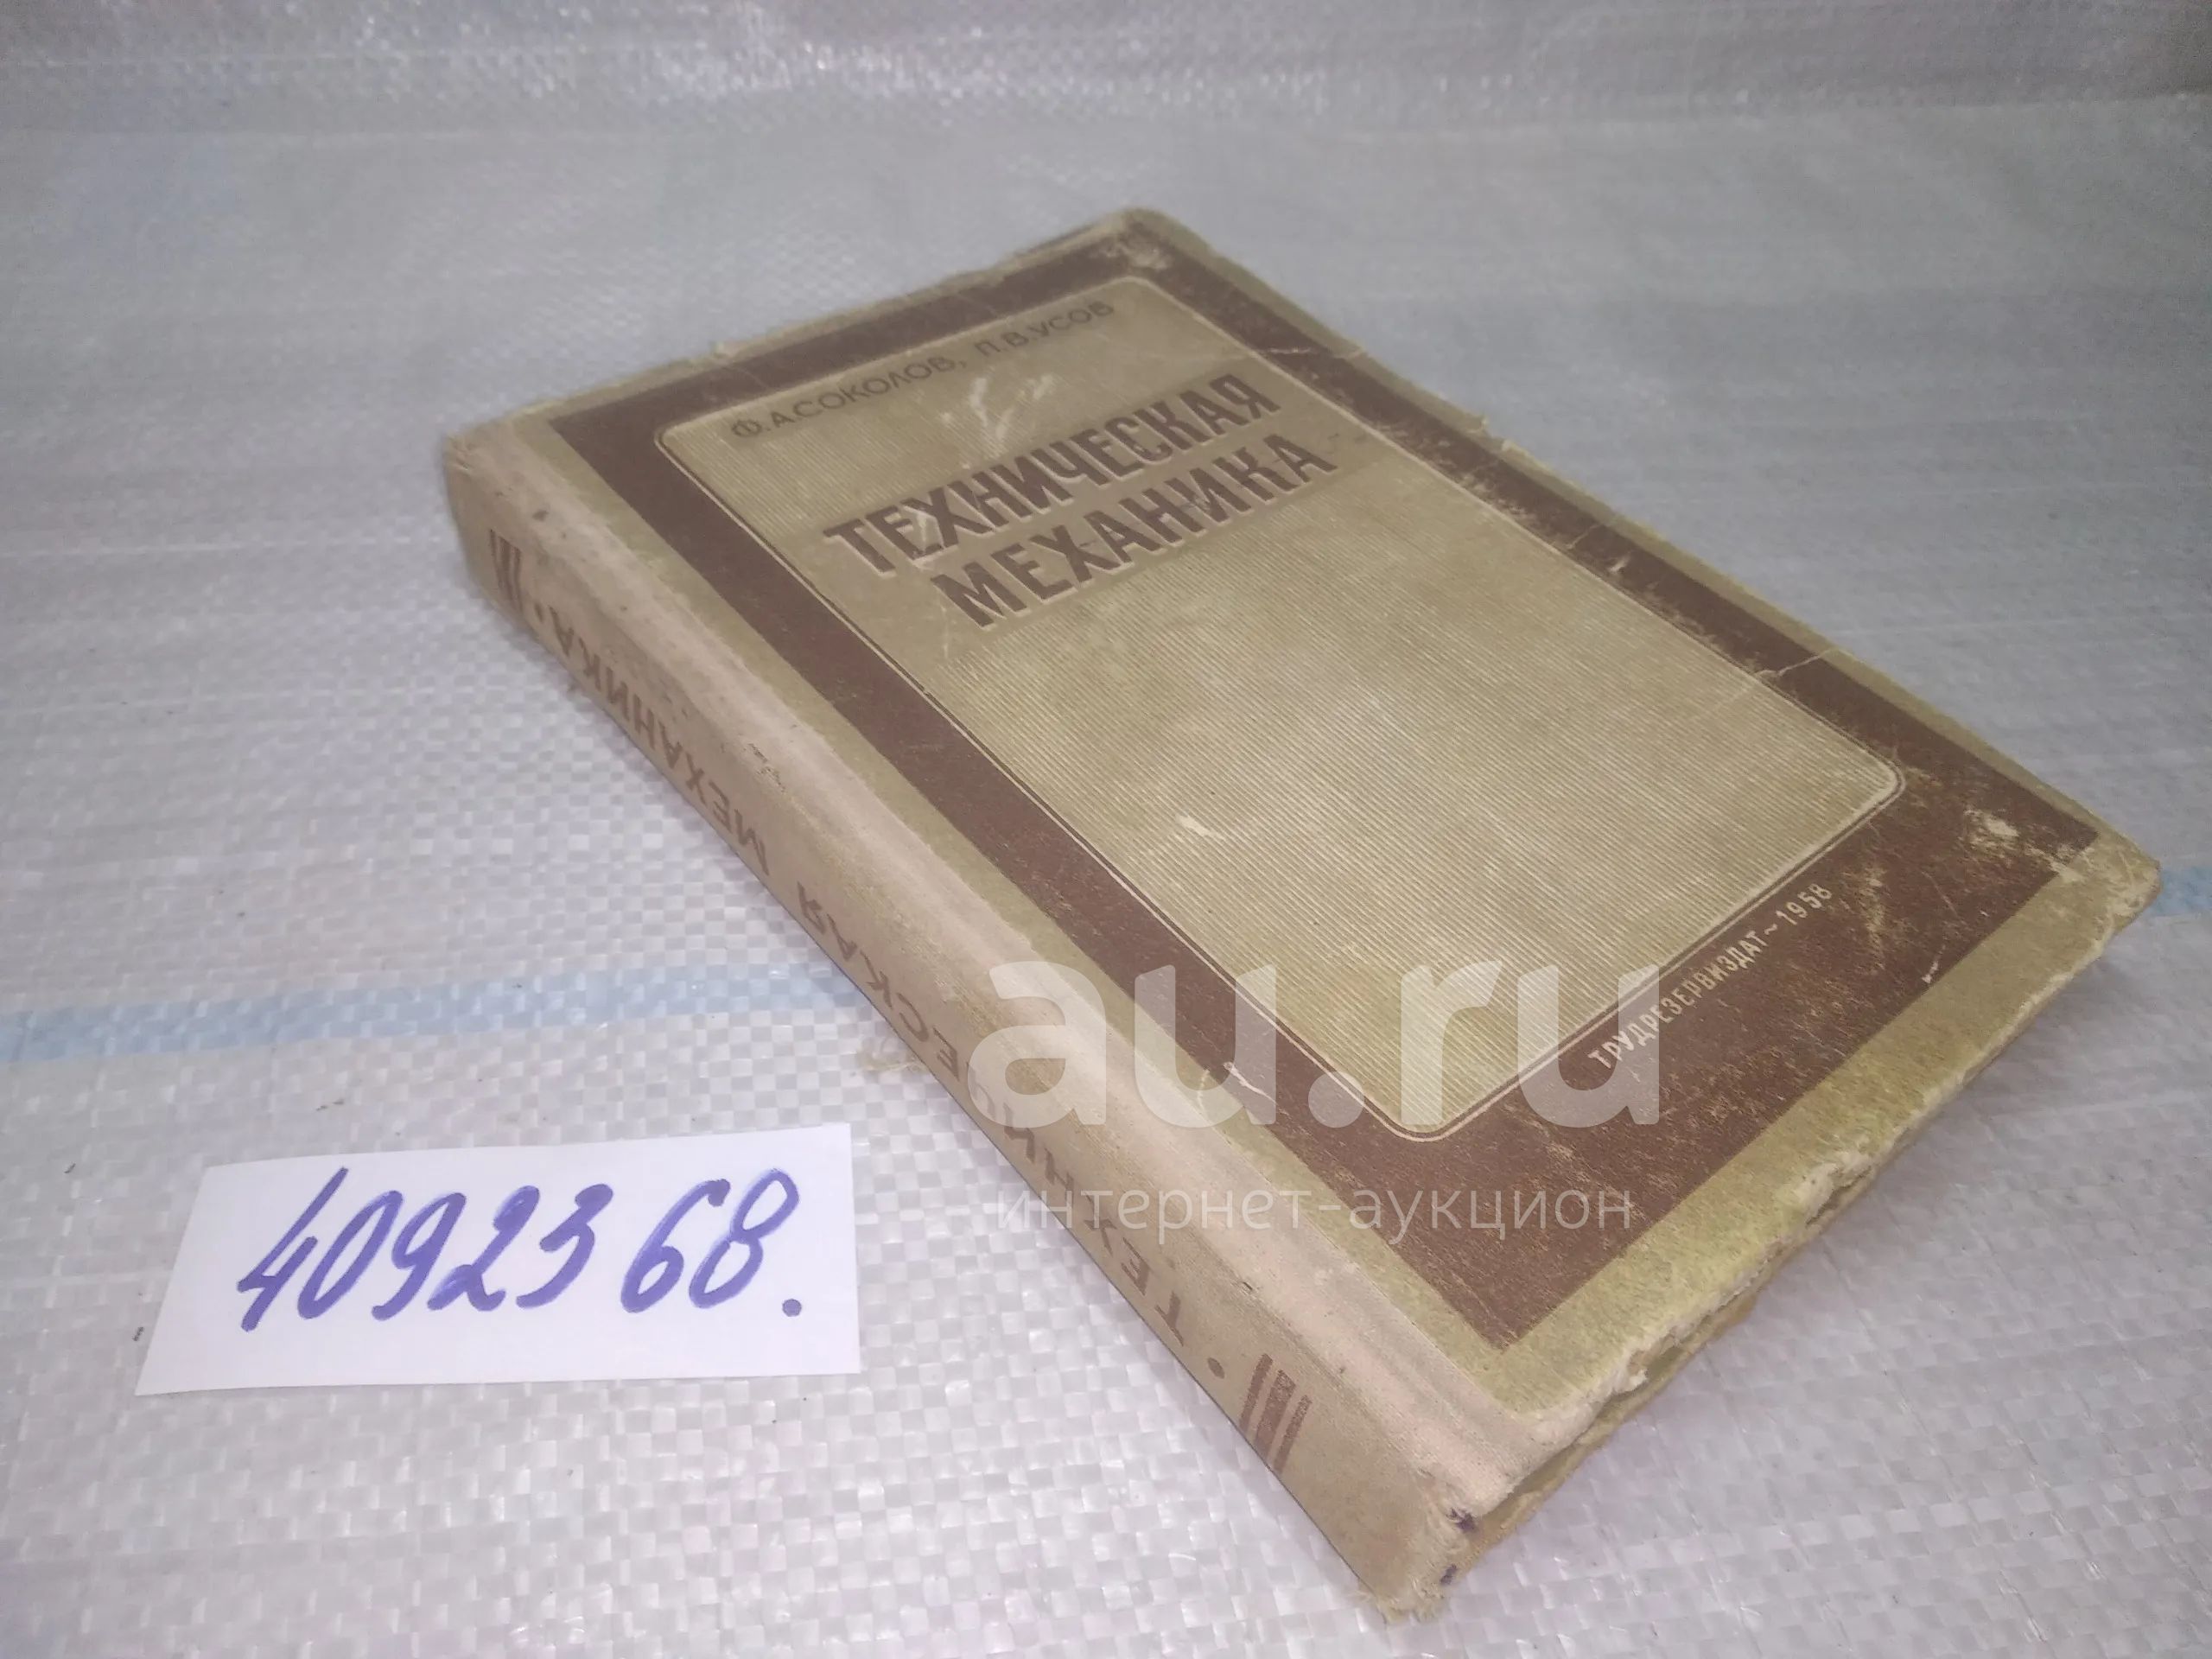 Ф.А.СОКОЛОВ, П.В.УСОВ
ТЕХНИЧЕСКАЯ
МЕХАНИКА
ТРУДРЕЗЕРВИЗДАТ~1958
• ТЕХНИЧЕСКАЯ МЕХАНИКА •
4092368.
au.ru
интернет-аукцион